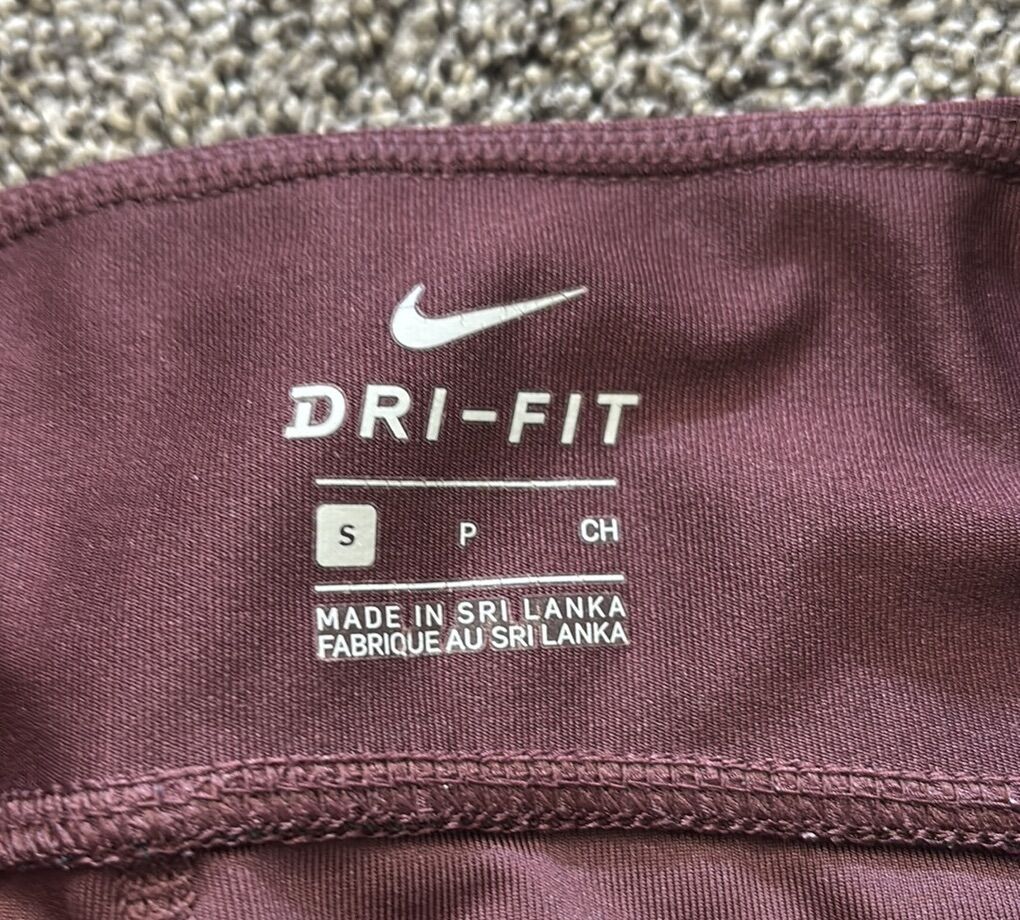 DRI-FIT
S P CH
MADE IN SRI LANKA
FABRIQUE AU SRI LANKA